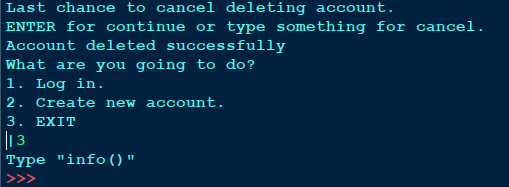 Last chance to cancel deleting account.
ENTER for continue or type something for cancel.
Account deleted successfully
What are you going to do?
1. Log in.
2. Create new account.
3. EXIT
|3
Type "info()"
>>>